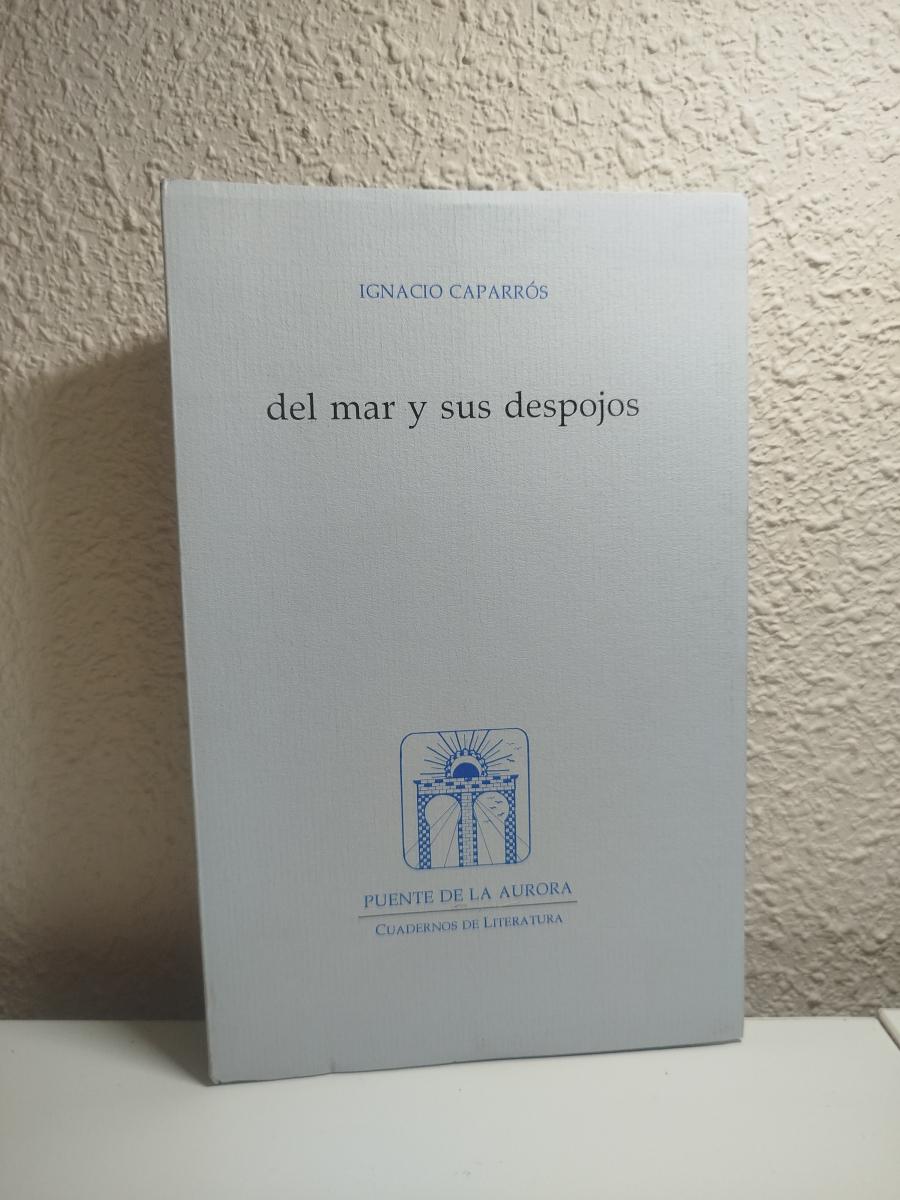 IGNACIO CAPARRÓS
del mar y sus despojos
PUENTE DE LA AURORA
CUADERNOS DE LITERATURA